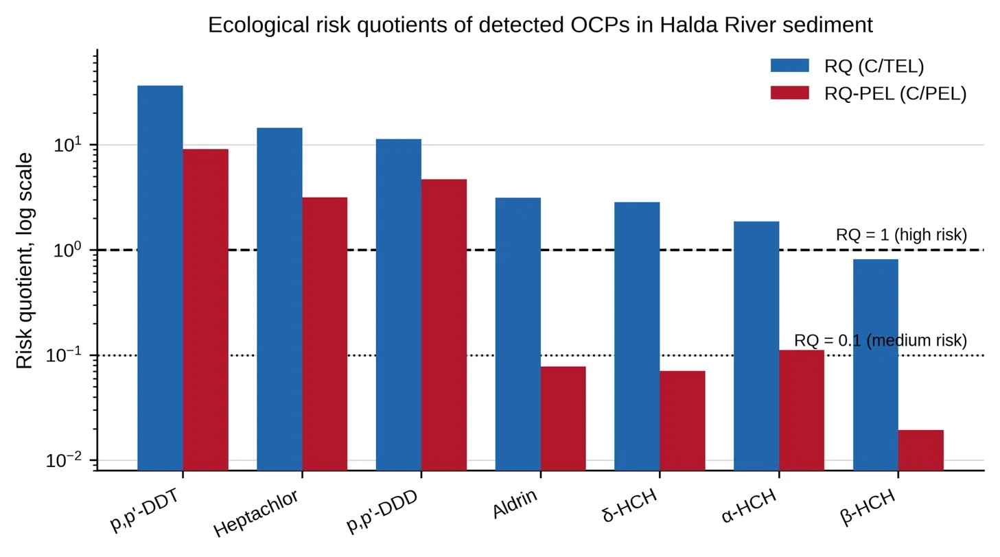 Ecological risk quotients of detected OCPs in Halda River sediment
RQ (C/TEL)
RQ-PEL (C/PEL)
Risk quotient, log scale
10¹
10⁰
10⁻¹
10⁻²
RQ = 1 (high risk)
RQ = 0.1 (medium risk)
p,p'-DDT
Heptachlor
p,p'-DDD
Aldrin
δ-HCH
α-HCH
β-HCH